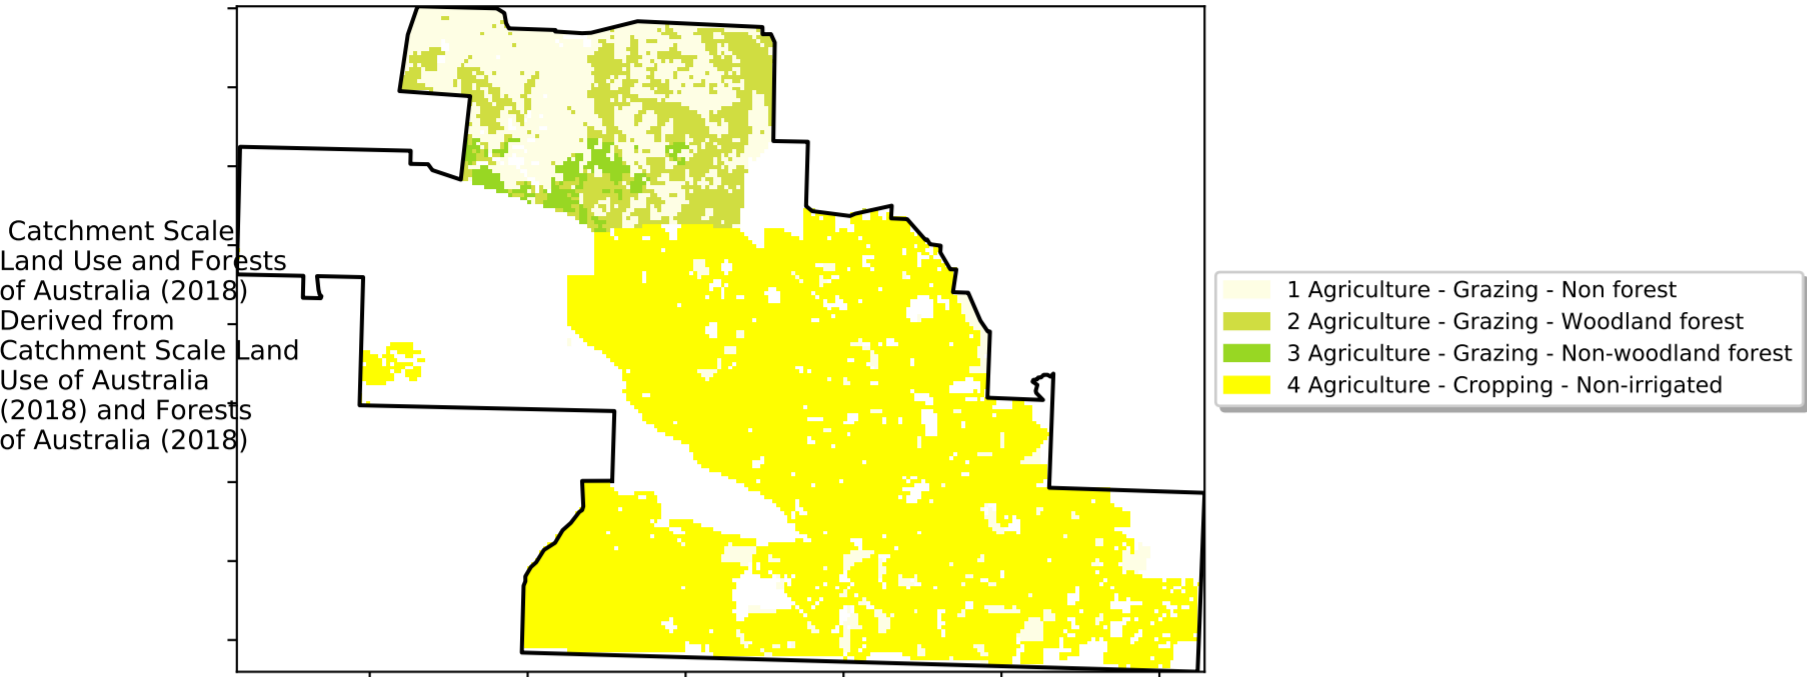 Catchment Scale
Land Use and Forests
of Australia (2018)
Derived from
Catchment Scale Land
Use of Australia
(2018) and Forests
of Australia (2018)
1 Agriculture - Grazing - Non forest
2 Agriculture - Grazing - Woodland forest
3 Agriculture - Grazing - Non-woodland forest
4 Agriculture - Cropping - Non-irrigated